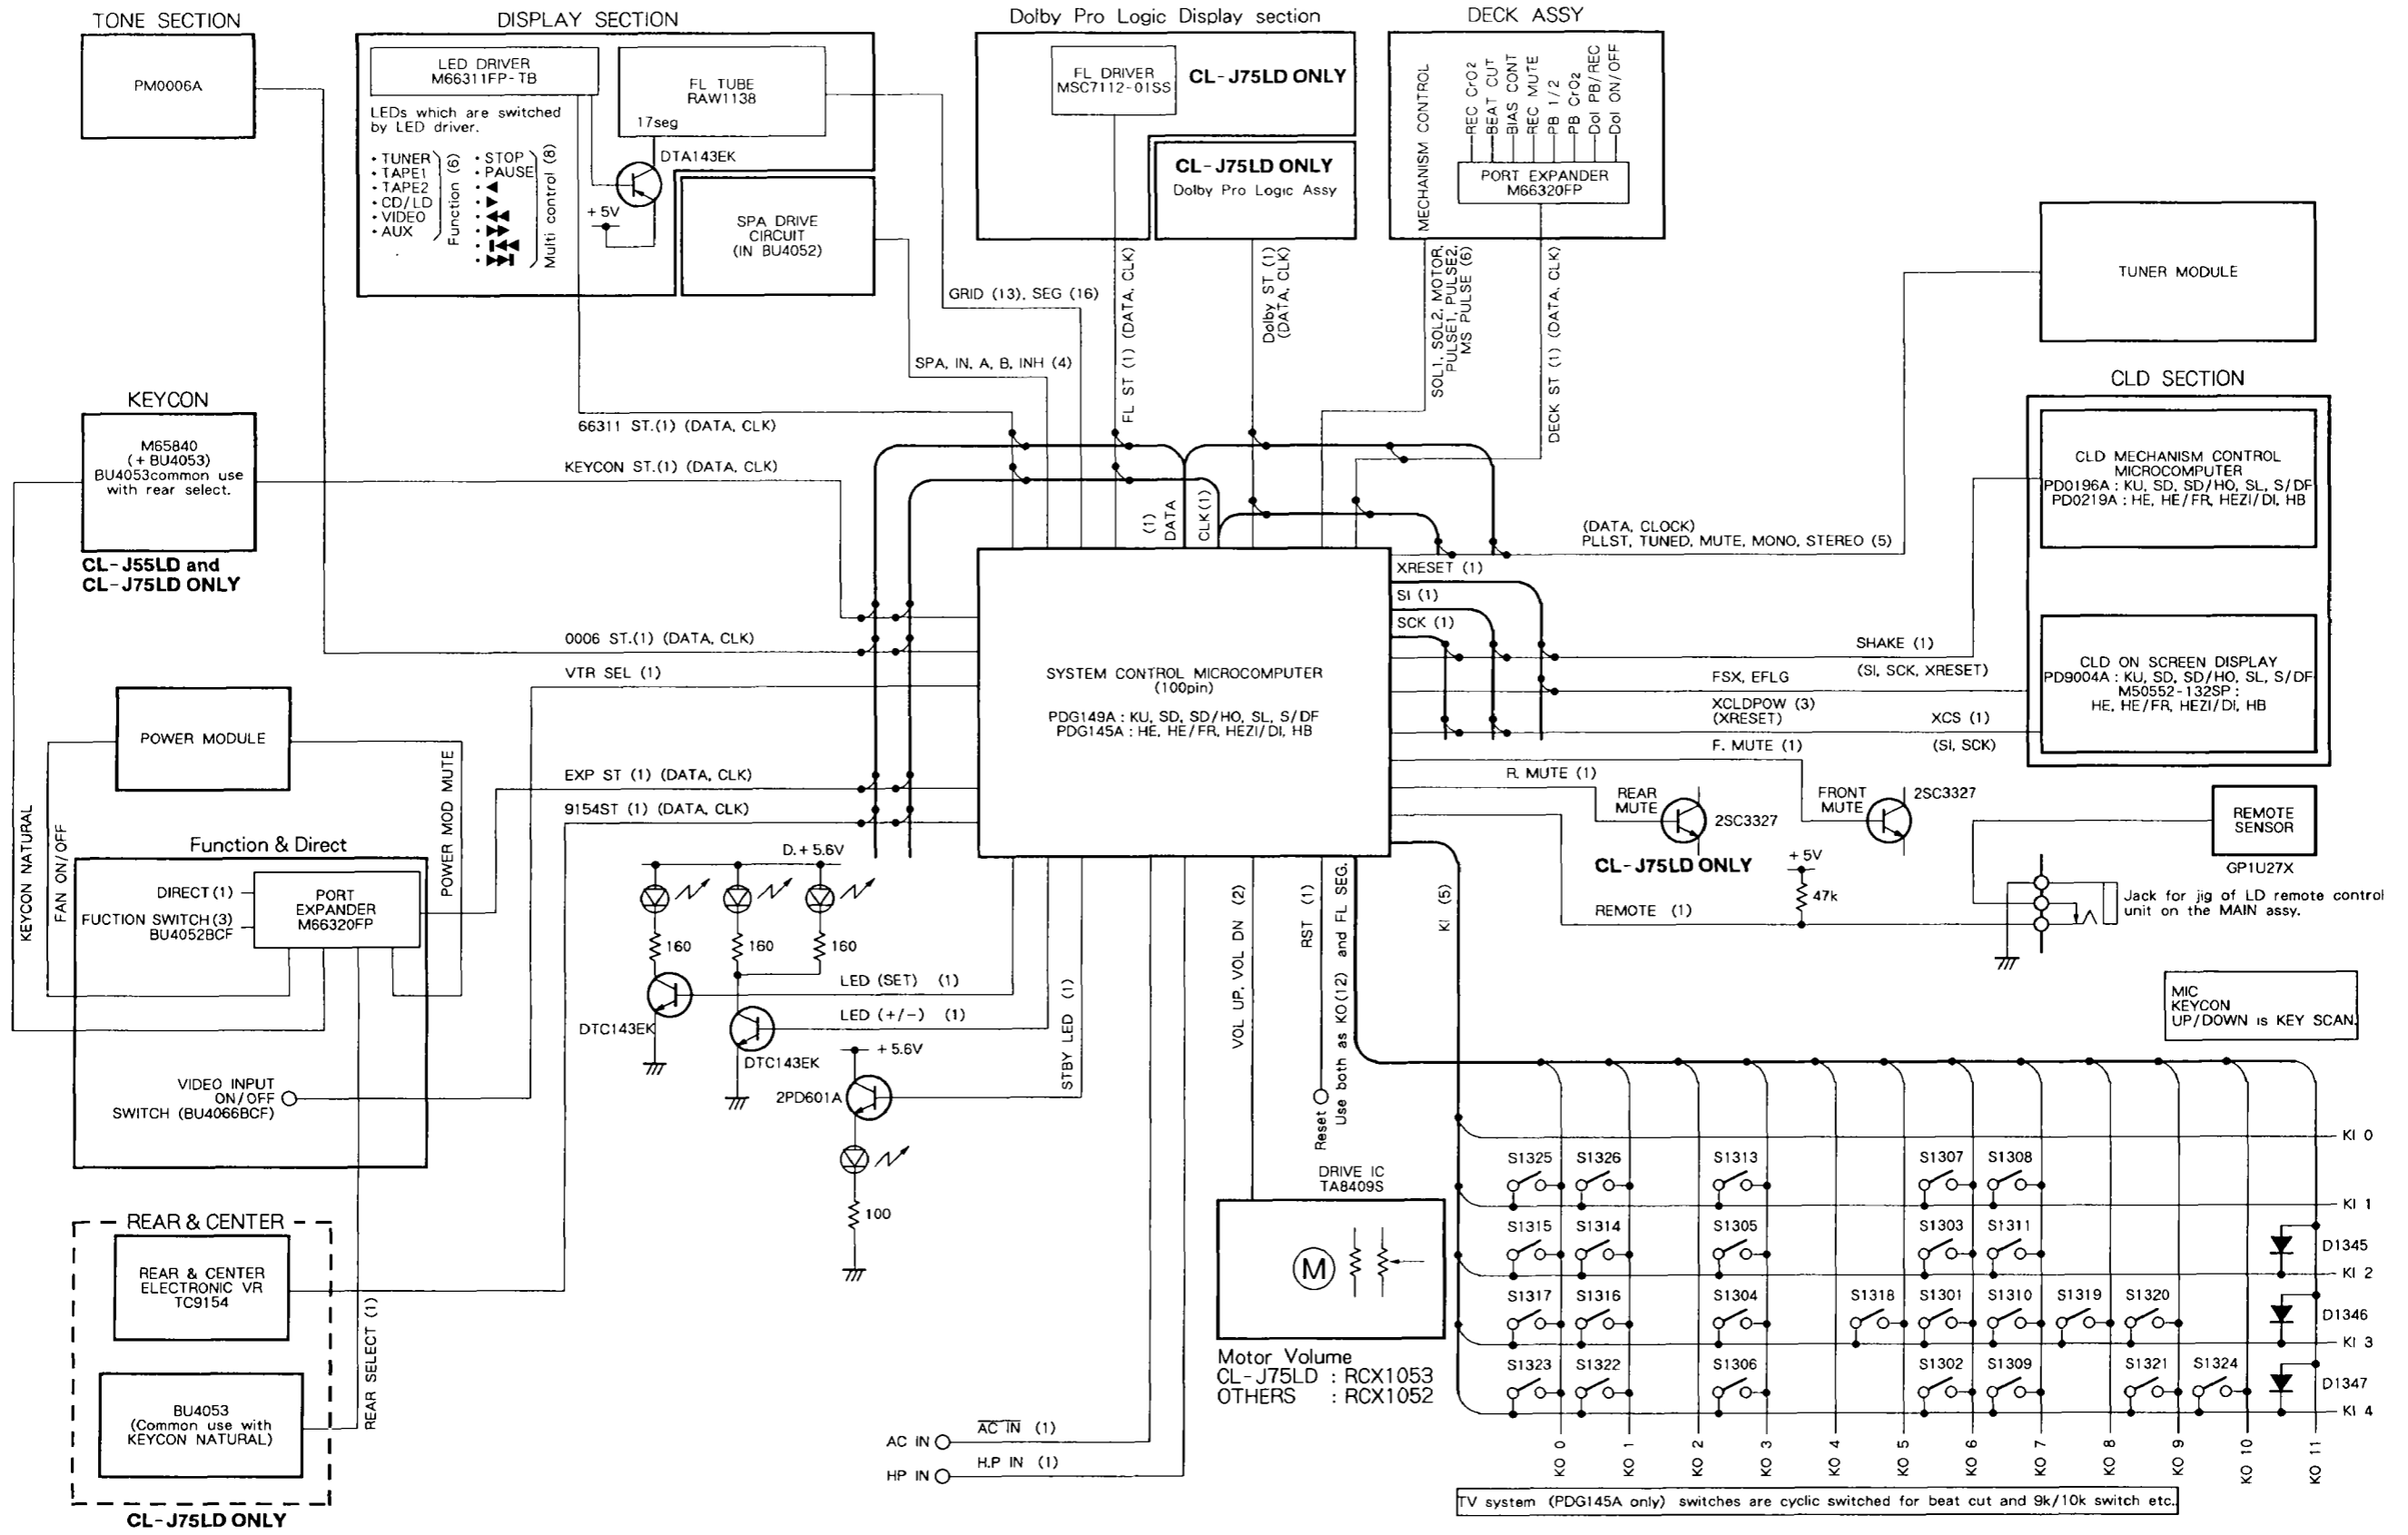 TONE SECTION
PM0006A
DISPLAY SECTION
LED DRIVER
M66311FP-TB
LEDs which are switched
by LED driver.
• TUNER
• TAPE1
• TAPE2
• CD/LD
• VIDEO
• AUX
Function (6)
• STOP
• PAUSE
• ◀
• ▶
• ◀◀
• ▶▶
• |◀◀
• ▶▶|
Multi control (8)
FL TUBE
RAW1138
17seg
DTA143EK
+5V
SPA DRIVE
CIRCUIT
(IN BU4052)
Dolby Pro Logic Display section
FL DRIVER
MSC7112-01SS
CL-J75LD ONLY
CL-J75LD ONLY
Dolby Pro Logic Assy
DECK ASSY
MECHANISM CONTROL
REC CrO2
BEAT CUT
BIAS CONT
REC MUTE
PB 1/2
PB CrO2
Dol PB/REC
Dol ON/OFF
PORT EXPANDER
M66320FP
TUNER MODULE
GRID (13), SEG (16)
SPA, IN, A, B, INH (4)
FL ST (1) (DATA, CLK)
Dolby ST (1)
(DATA, CLK)
SOL1, SOL2, MOTOR,
PULSE1, PULSE2,
MS PULSE (6)
DECK ST (1) (DATA, CLK)
66311 ST.(1) (DATA, CLK)
KEYCON
M65840
(+BU4053)
BU4053common use
with rear select.
CL-J55LD and
CL-J75LD ONLY
KEYCON ST.(1) (DATA, CLK)
(1)
DATA
CLK(1)
(DATA, CLOCK)
PLLST, TUNED, MUTE, MONO, STEREO (5)
CLD SECTION
CLD MECHANISM CONTROL
MICROCOMPUTER
PD0196A : KU, SD, SD/HO, SL, S/DF
PD0219A : HE, HE/FR, HEZI/DI, HB
CLD ON SCREEN DISPLAY
PD9004A : KU, SD, SD/HO, SL, S/DF
M50552-132SP :
HE, HE/FR, HEZI/DI, HB
XRESET (1)
SI (1)
SCK (1)
SHAKE (1)
(SI, SCK, XRESET)
FSX, EFLG
XCLDPOW (3)
(XRESET)
XCS (1)
(SI, SCK)
F. MUTE (1)
R. MUTE (1)
0006 ST.(1) (DATA, CLK)
VTR SEL (1)
SYSTEM CONTROL MICROCOMPUTER
(100pin)
PDG149A : KU, SD, SD/HO, SL, S/DF
PDG145A : HE, HE/FR, HEZI/DI, HB
POWER MODULE
EXP ST (1) (DATA, CLK)
9154ST (1) (DATA, CLK)
KEYCON NATURAL
FAN ON/OFF
POWER MOD MUTE
Function & Direct
DIRECT (1)
FUCTION SWITCH (3)
BU4052BCF
PORT
EXPANDER
M66320FP
VIDEO INPUT
ON/OFF
SWITCH (BU4066BCF)
D.+5.6V
160
160
160
LED (SET) (1)
LED (+/−) (1)
DTC143EK
DTC143EK
+5.6V
2PD601A
100
STBY LED (1)
VOL UP, VOL DN (2)
RST (1)
Reset
Use both as KO(12) and FL SEG.
KI (5)
REAR
MUTE
2SC3327
CL-J75LD ONLY
FRONT
MUTE
2SC3327
+5V
47k
REMOTE (1)
REMOTE
SENSOR
GP1U27X
Jack for jig of LD remote control
unit on the MAIN assy.
MIC
KEYCON
UP/DOWN is KEY SCAN.
REAR & CENTER
REAR & CENTER
ELECTRONIC VR
TC9154
BU4053
(Common use with
KEYCON NATURAL)
REAR SELECT (1)
CL-J75LD ONLY
DRIVE IC
TA8409S
M
Motor Volume
CL-J75LD : RCX1053
OTHERS : RCX1052
AC IN
AC IN (1)
HP IN
H.P IN (1)
KI 0
S1325 S1326 S1313 S1307 S1308
KI 1
S1315 S1314 S1305 S1303 S1311
D1345
KI 2
S1317 S1316 S1304 S1318 S1301 S1310 S1319 S1320
D1346
KI 3
S1323 S1322 S1306 S1302 S1309 S1321 S1324
D1347
KI 4
KO 0
KO 1
KO 2
KO 3
KO 4
KO 5
KO 6
KO 7
KO 8
KO 9
KO 10
KO 11
TV system (PDG145A only) switches are cyclic switched for beat cut and 9k/10k switch etc..